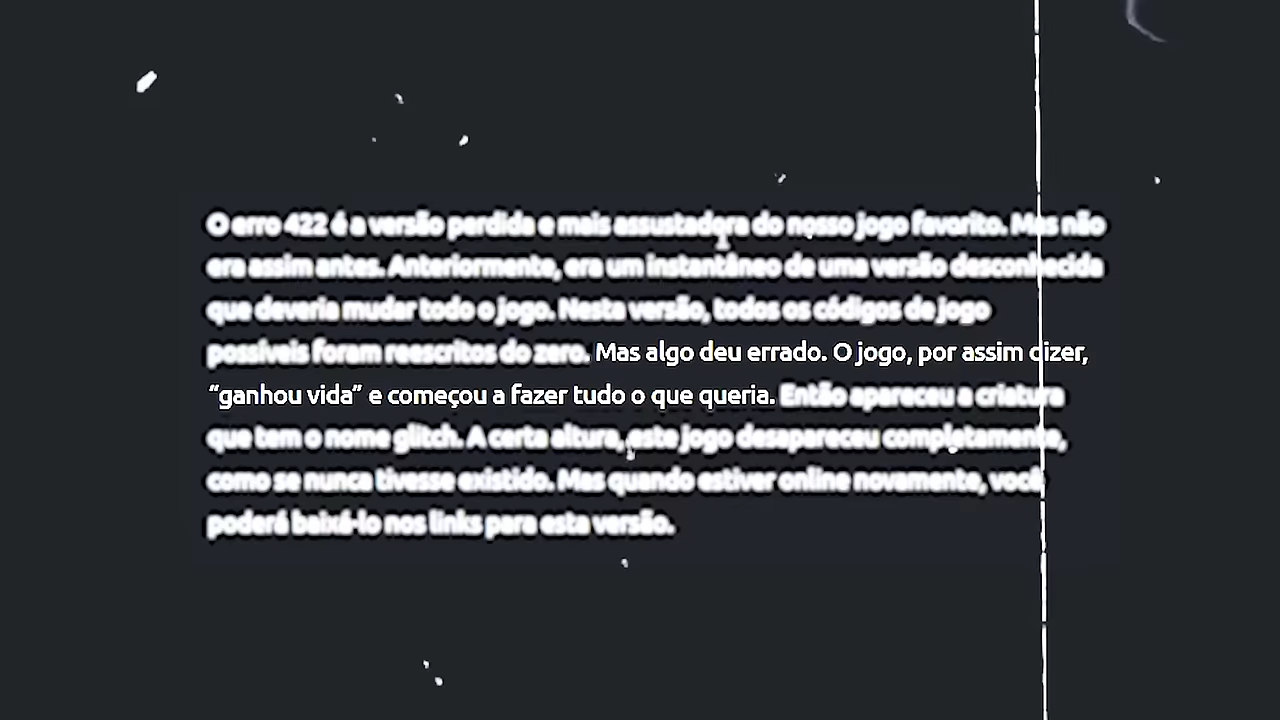 O erro 422 é a versão perdida e mais assustadora do nosso jogo favorito. Mas não
era assim antes. Anteriormente, era um instantâneo de uma versão desconhecida
que deveria mudar todo o jogo. Nesta versão, todos os códigos de jogo
possíveis foram reescritos do zero. Mas algo deu errado. O jogo, por assim dizer,
“ganhou vida” e começou a fazer tudo o que queria. Então apareceu a criatura
que tem o nome glitch. A certa altura, este jogo desapareceu completamente,
como se nunca tivesse existido. Mas quando estiver online novamente, você
poderá baixá-lo nos links para esta versão.